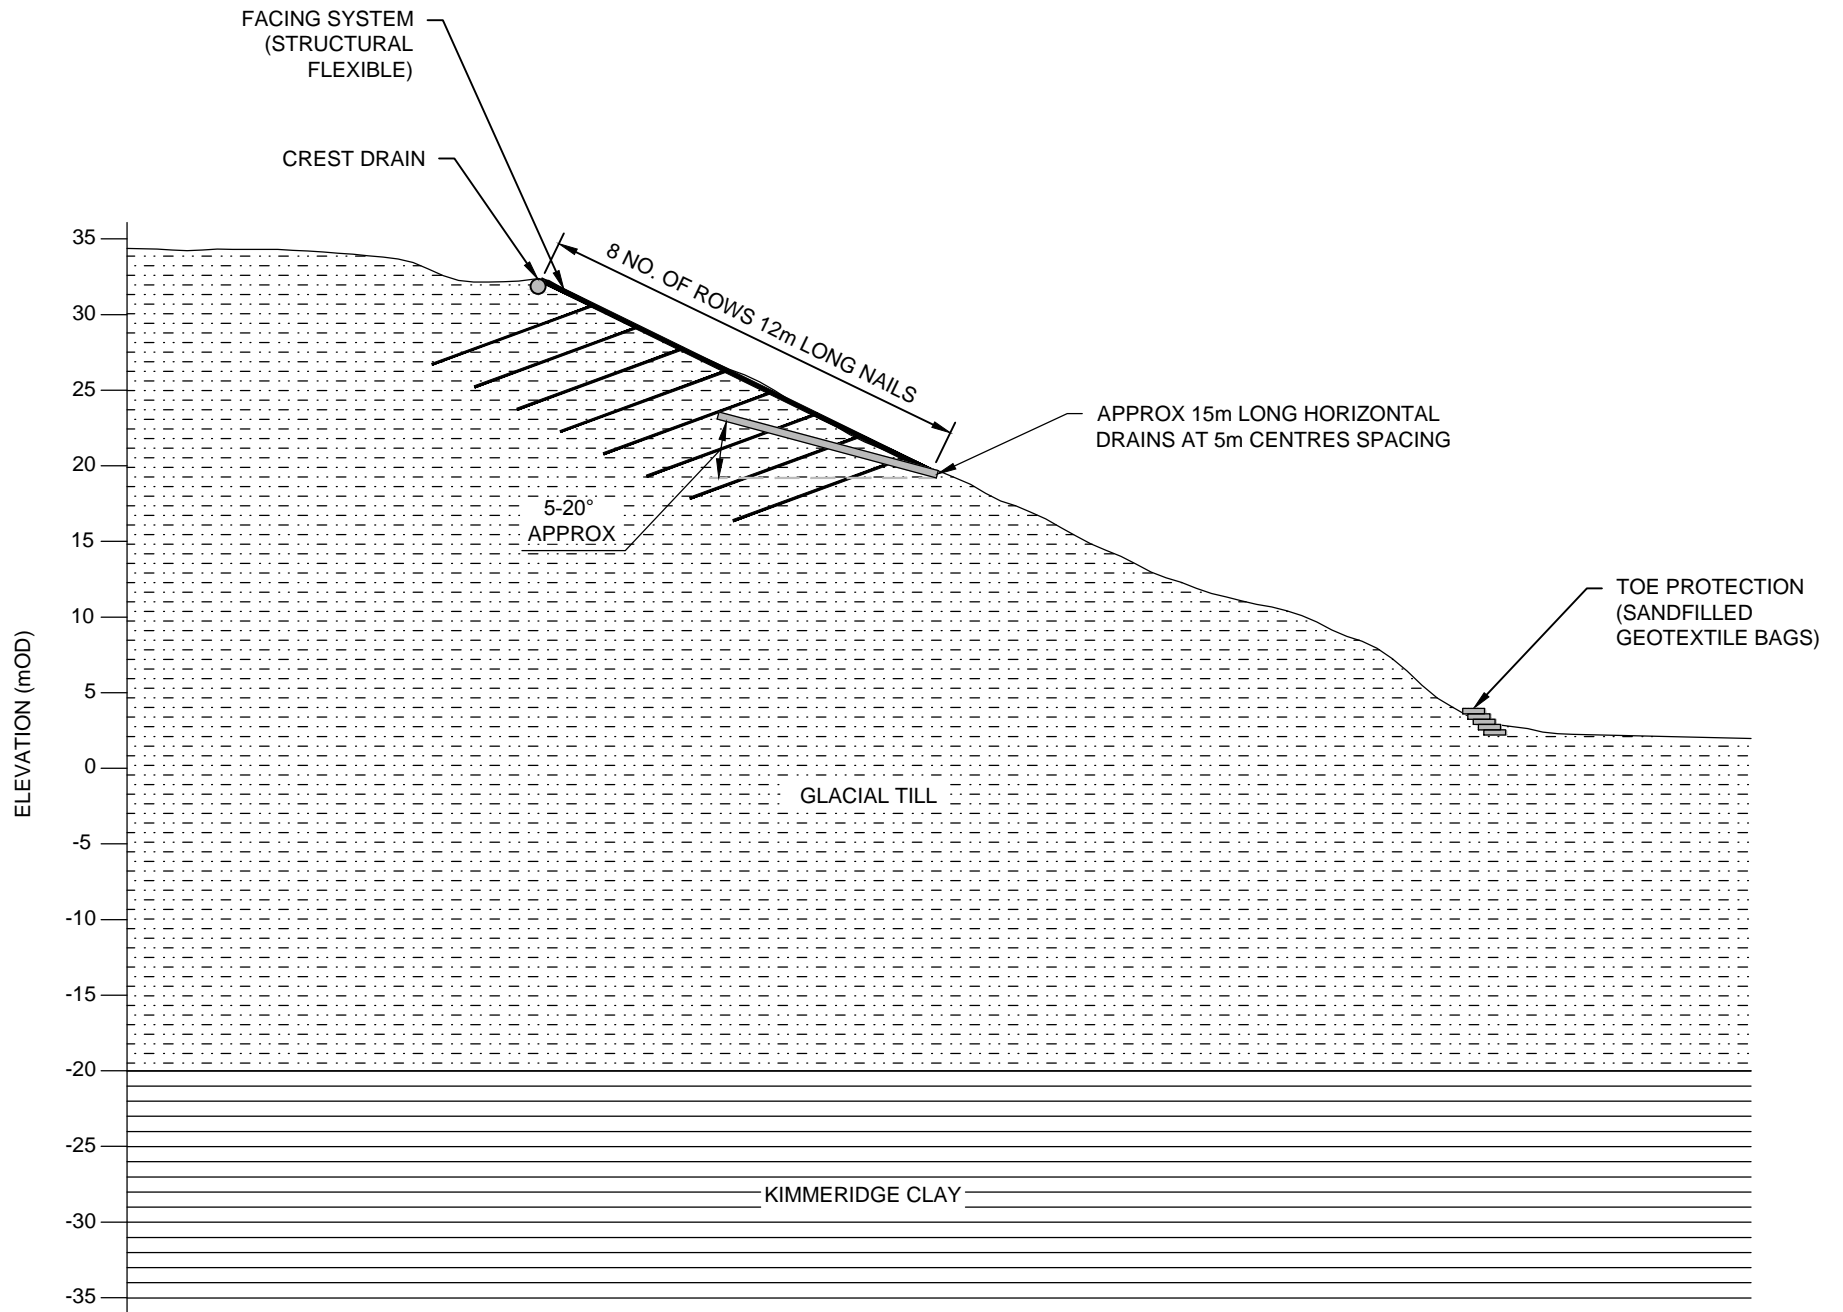 FACING SYSTEM
(STRUCTURAL
FLEXIBLE)
CREST DRAIN
8 NO. OF ROWS 12m LONG NAILS
APPROX 15m LONG HORIZONTAL
DRAINS AT 5m CENTRES SPACING
5-20°
APPROX
TOE PROTECTION
(SANDFILLED
GEOTEXTILE BAGS)
ELEVATION (mOD)
35
30
25
20
15
10
5
0
-5
-10
-15
-20
-25
-30
-35
GLACIAL TILL
KIMMERIDGE CLAY